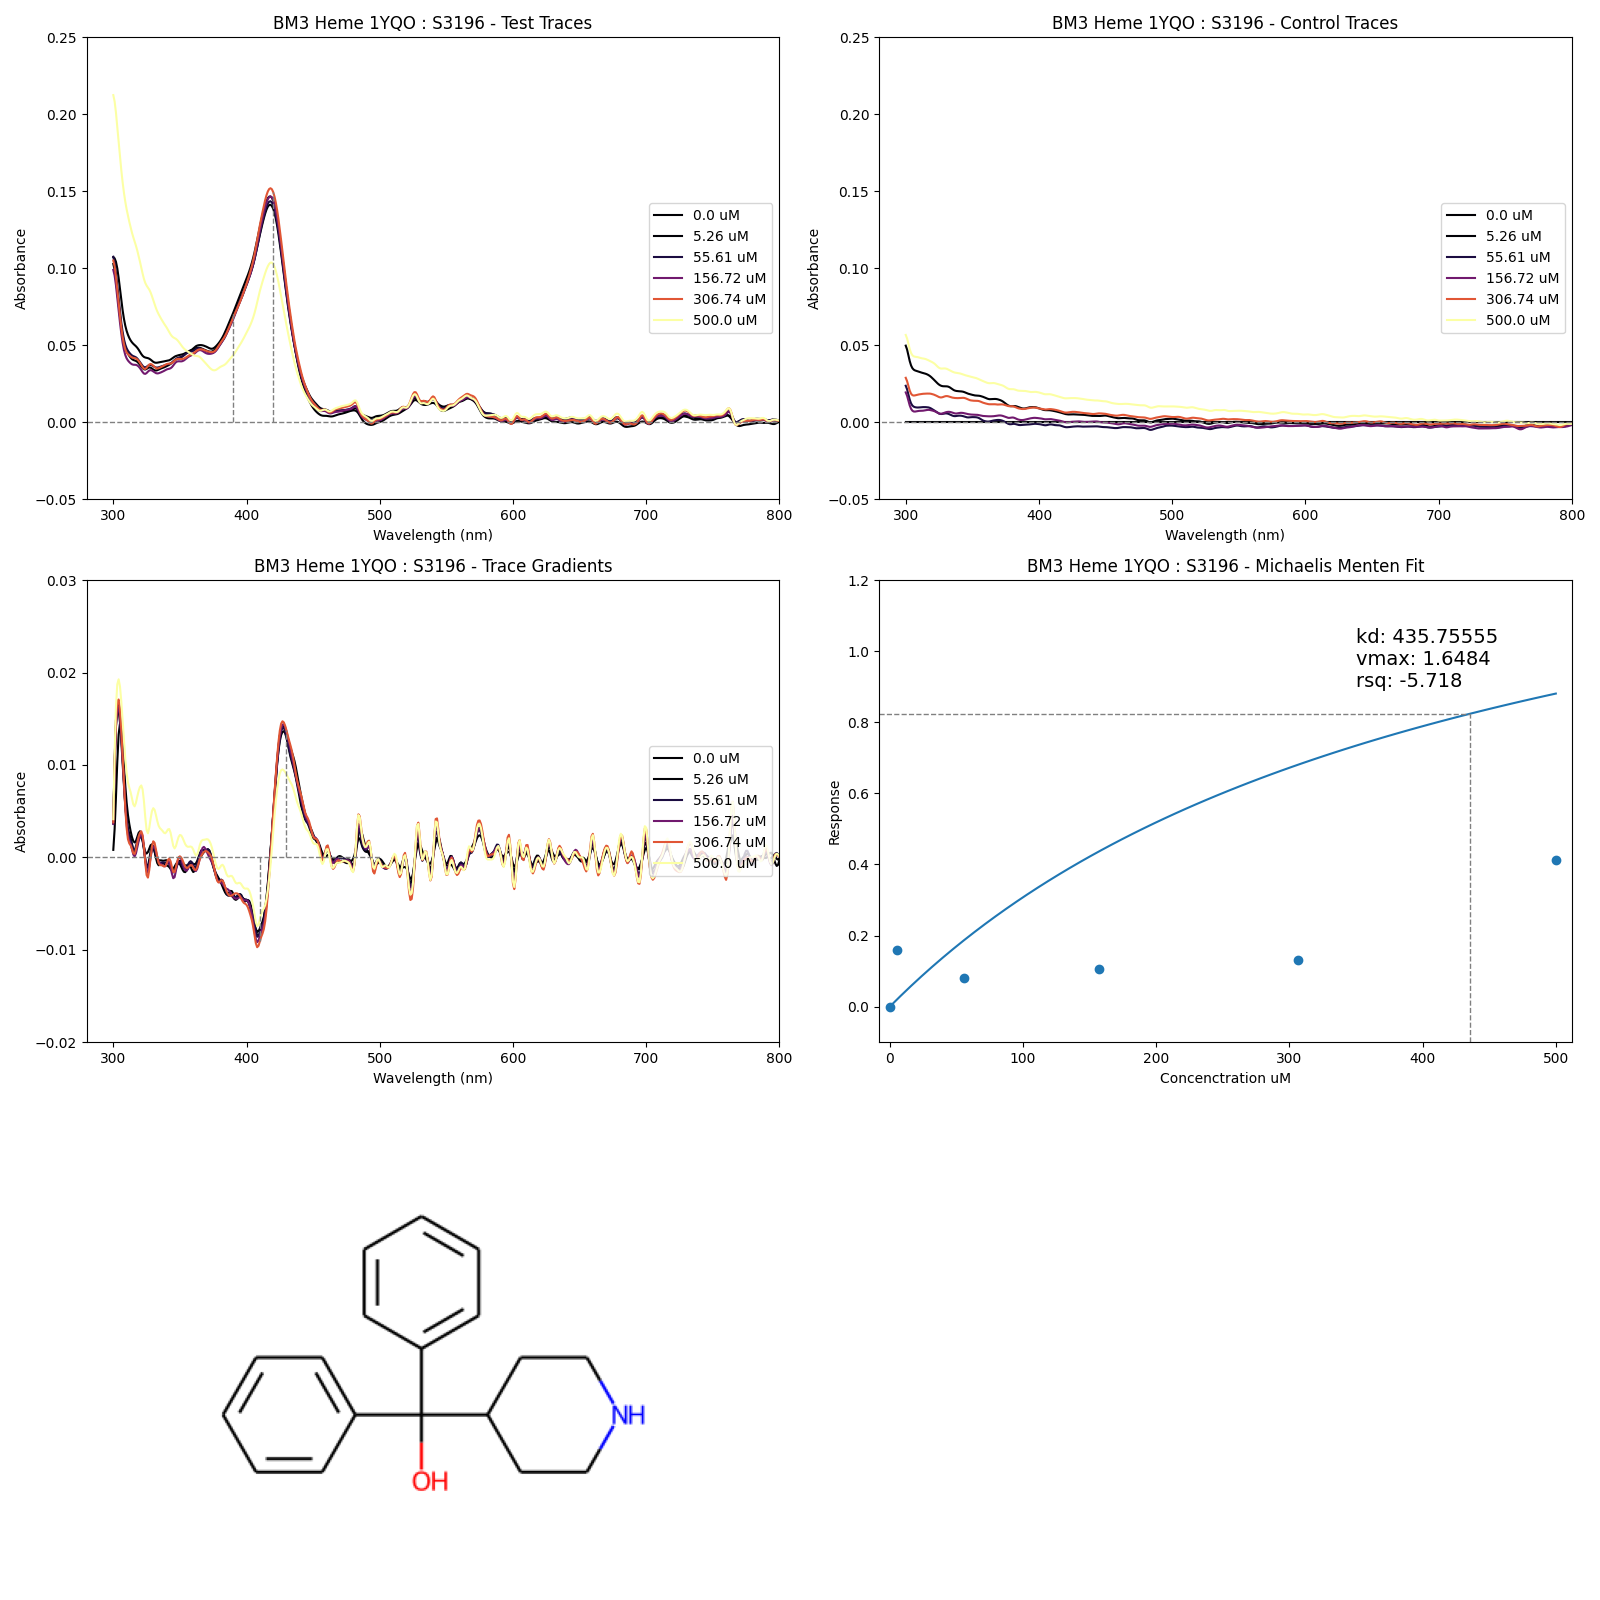 BM3 Heme 1YQO : S3196 - Test Traces
0.25
0.20
0.15
0.10
0.05
0.00
−0.05
Absorbance
300 400 500 600 700 800
Wavelength (nm)
0.0 uM
5.26 uM
55.61 uM
156.72 uM
306.74 uM
500.0 uM
BM3 Heme 1YQO : S3196 - Control Traces
0.25
0.20
0.15
0.10
0.05
0.00
−0.05
Absorbance
300 400 500 600 700 800
Wavelength (nm)
0.0 uM
5.26 uM
55.61 uM
156.72 uM
306.74 uM
500.0 uM
BM3 Heme 1YQO : S3196 - Trace Gradients
0.03
0.02
0.01
0.00
−0.01
−0.02
Absorbance
300 400 500 600 700 800
Wavelength (nm)
0.0 uM
5.26 uM
55.61 uM
156.72 uM
306.74 uM
500.0 uM
BM3 Heme 1YQO : S3196 - Michaelis Menten Fit
1.2
1.0
0.8
0.6
0.4
0.2
0.0
Response
kd: 435.75555
vmax: 1.6484
rsq: -5.718
0 100 200 300 400 500
Concenctration uM
NH
OH